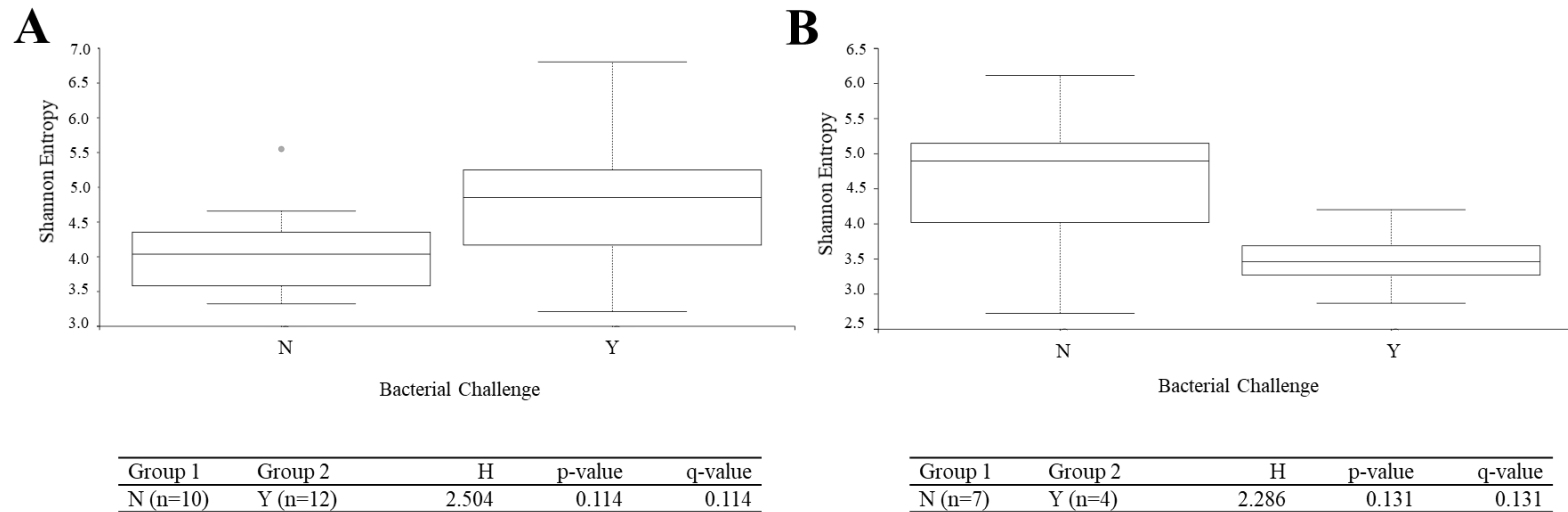 A
7.0
6.5
6.0
5.5
5.0
4.5
4.0
3.5
3.0
Shannon Entropy
N Y
Bacterial Challenge
Group 1 Group 2 H p-value q-value
N (n=10) Y (n=12) 2.504 0.114 0.114
B
6.5
6.0
5.5
5.0
4.5
4.0
3.5
3.0
2.5
Shannon Entropy
N Y
Bacterial Challenge
Group 1 Group 2 H p-value q-value
N (n=7) Y (n=4) 2.286 0.131 0.131